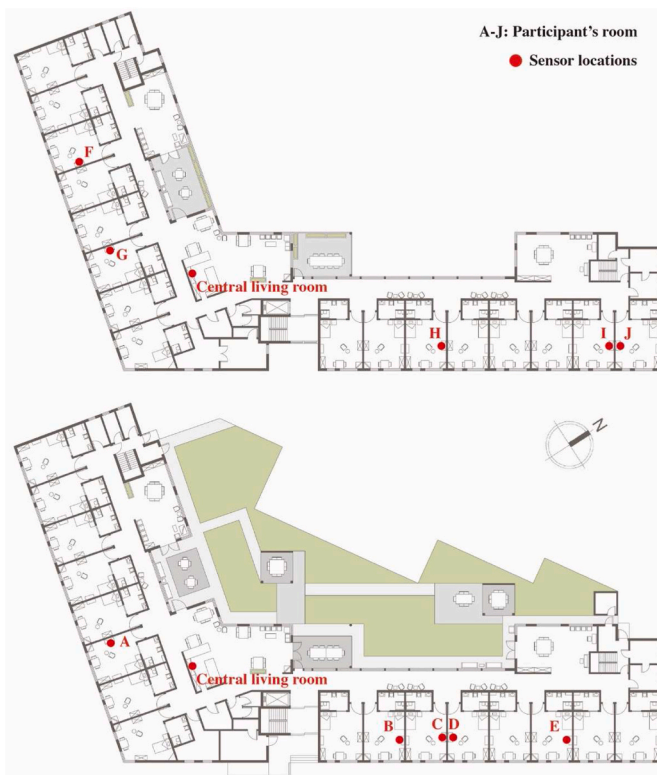 A-J: Participant's room
Sensor locations
F
G
Central living room
H
I
J
N
A
Central living room
B
C
D
E